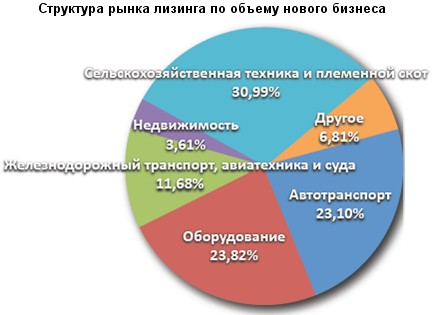 Структура рынка лизинга по объему нового бизнеса
Сельскохозяйственная техника и племенной скот
30,99%
Другое
6,81%
Недвижимость
3,61%
Железнодорожный транспорт, авиатехника и суда
11,68%
Автотранспорт
23,10%
Оборудование
23,82%